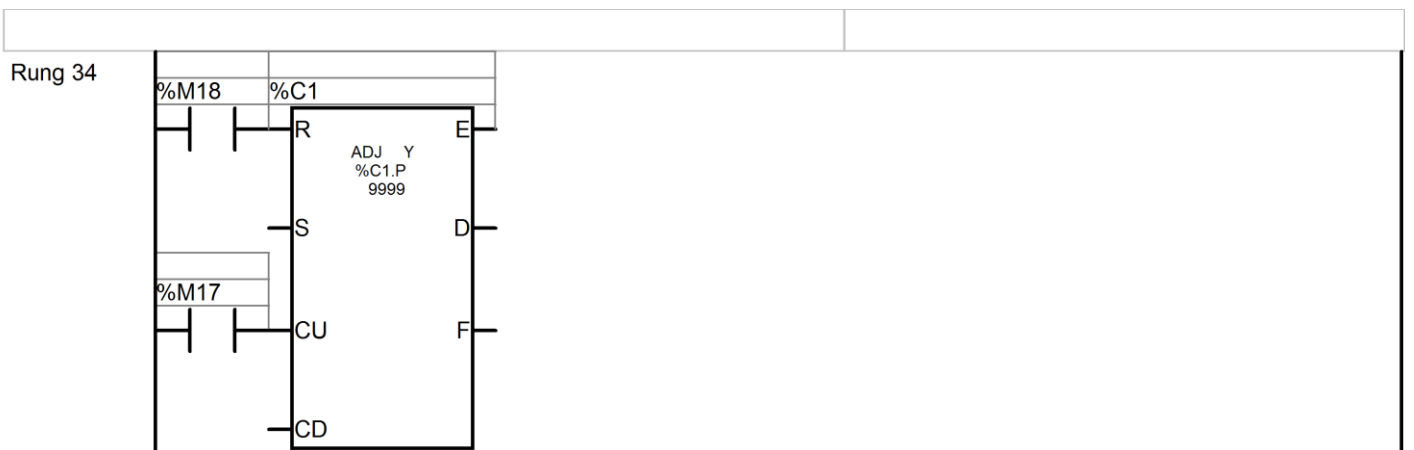 Rung 34
%M18 %C1
R E
ADJ Y
%C1.P
9999
S D
%M17
CU F
CD